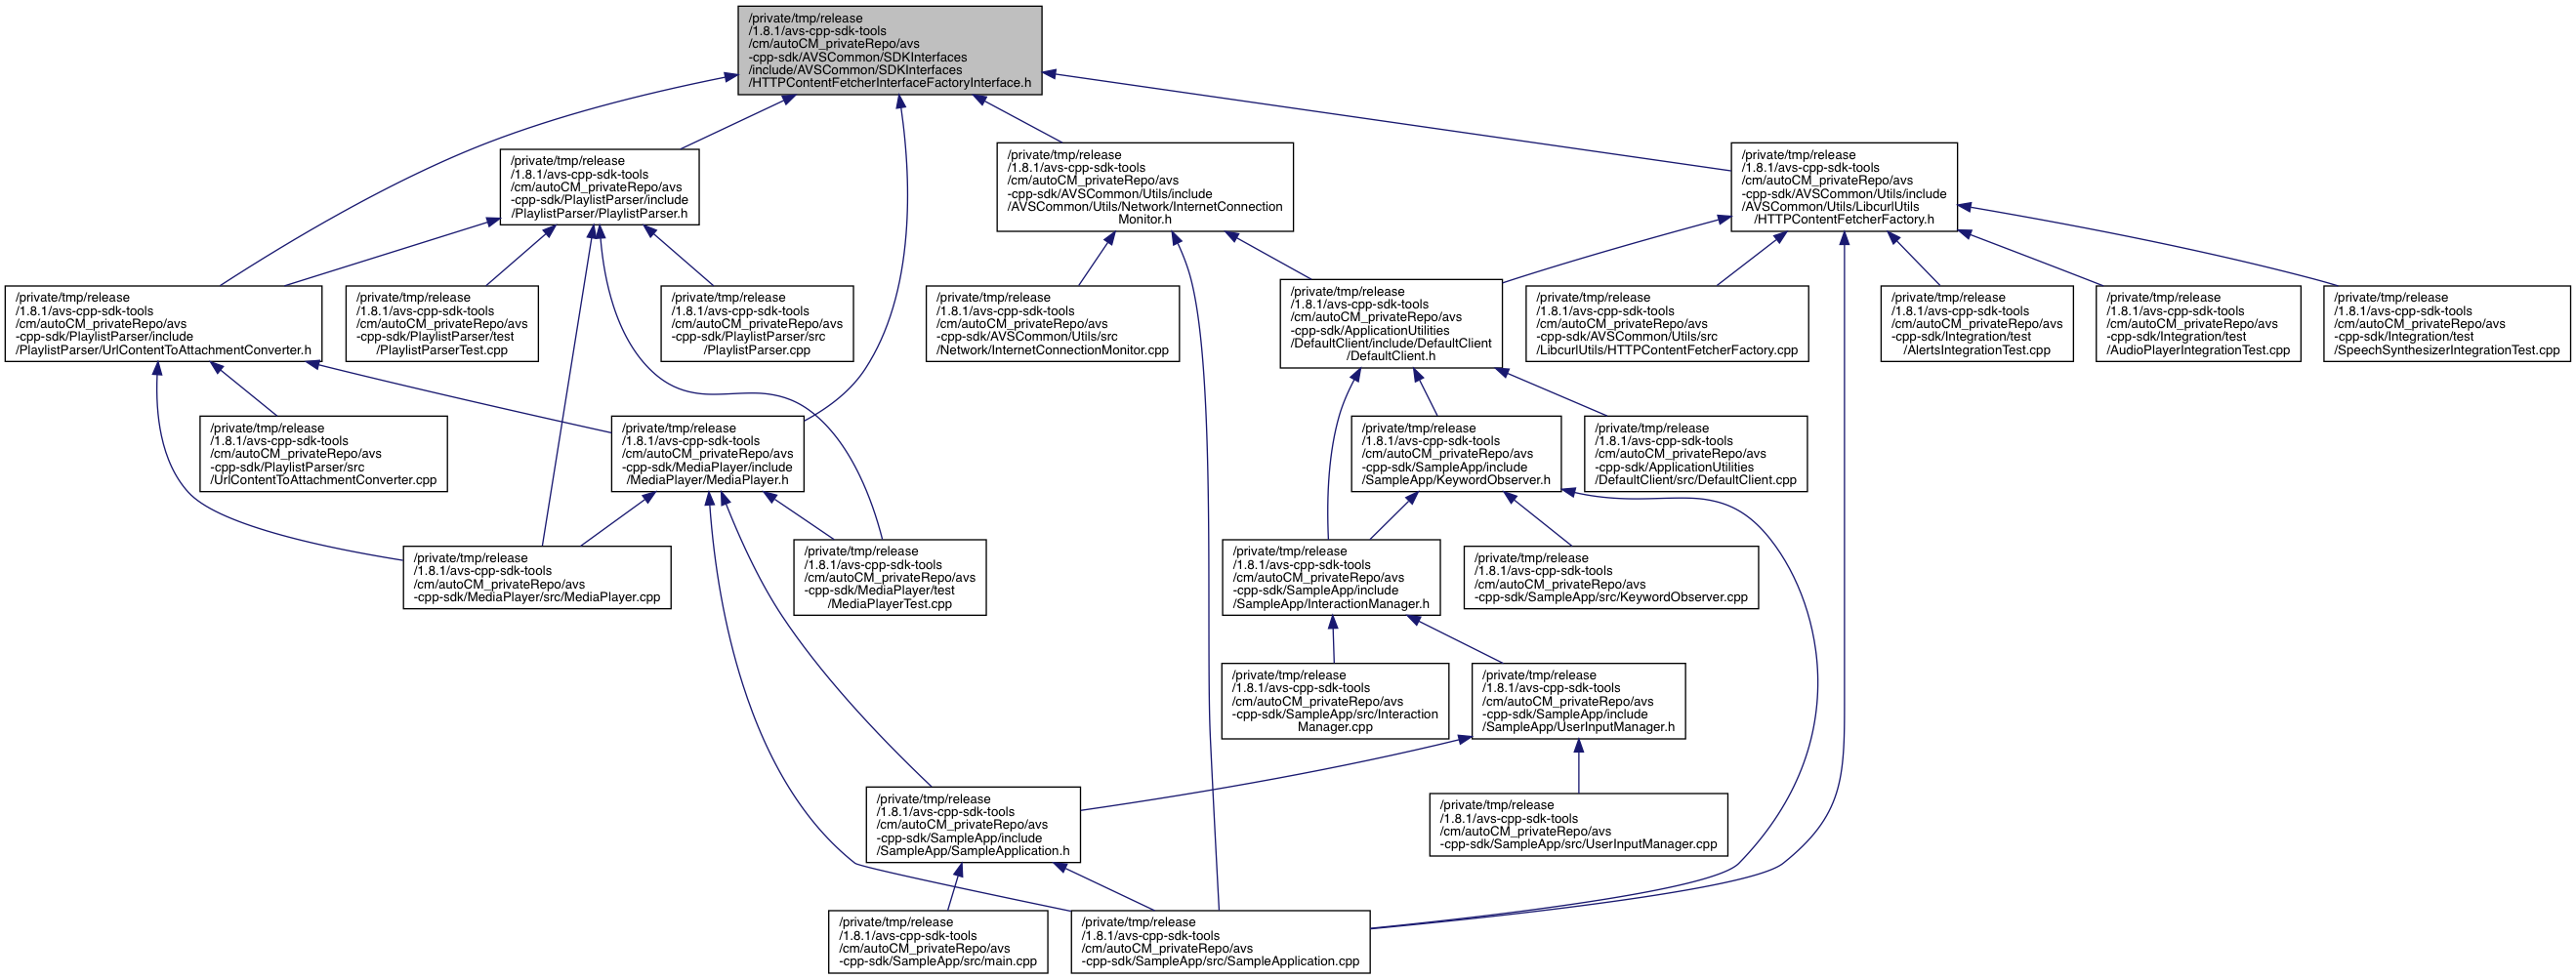 /private/tmp/release
/1.8.1/avs-cpp-sdk-tools
/cm/autoCM_privateRepo/avs
-cpp-sdk/AVSCommon/SDKInterfaces
/include/AVSCommon/SDKInterfaces
/HTTPContentFetcherInterfaceFactoryInterface.h
/private/tmp/release
/1.8.1/avs-cpp-sdk-tools
/cm/autoCM_privateRepo/avs
-cpp-sdk/PlaylistParser/include
/PlaylistParser/PlaylistParser.h
/private/tmp/release
/1.8.1/avs-cpp-sdk-tools
/cm/autoCM_privateRepo/avs
-cpp-sdk/AVSCommon/Utils/include
/AVSCommon/Utils/Network/InternetConnection
Monitor.h
/private/tmp/release
/1.8.1/avs-cpp-sdk-tools
/cm/autoCM_privateRepo/avs
-cpp-sdk/AVSCommon/Utils/include
/AVSCommon/Utils/LibcurlUtils
/HTTPContentFetcherFactory.h
/private/tmp/release
/1.8.1/avs-cpp-sdk-tools
/cm/autoCM_privateRepo/avs
-cpp-sdk/PlaylistParser/include
/PlaylistParser/UrlContentToAttachmentConverter.h
/private/tmp/release
/1.8.1/avs-cpp-sdk-tools
/cm/autoCM_privateRepo/avs
-cpp-sdk/PlaylistParser/test
/PlaylistParserTest.cpp
/private/tmp/release
/1.8.1/avs-cpp-sdk-tools
/cm/autoCM_privateRepo/avs
-cpp-sdk/PlaylistParser/src
/PlaylistParser.cpp
/private/tmp/release
/1.8.1/avs-cpp-sdk-tools
/cm/autoCM_privateRepo/avs
-cpp-sdk/AVSCommon/Utils/src
/Network/InternetConnectionMonitor.cpp
/private/tmp/release
/1.8.1/avs-cpp-sdk-tools
/cm/autoCM_privateRepo/avs
-cpp-sdk/ApplicationUtilities
/DefaultClient/include/DefaultClient
/DefaultClient.h
/private/tmp/release
/1.8.1/avs-cpp-sdk-tools
/cm/autoCM_privateRepo/avs
-cpp-sdk/AVSCommon/Utils/src
/LibcurlUtils/HTTPContentFetcherFactory.cpp
/private/tmp/release
/1.8.1/avs-cpp-sdk-tools
/cm/autoCM_privateRepo/avs
-cpp-sdk/Integration/test
/AlertsIntegrationTest.cpp
/private/tmp/release
/1.8.1/avs-cpp-sdk-tools
/cm/autoCM_privateRepo/avs
-cpp-sdk/Integration/test
/AudioPlayerIntegrationTest.cpp
/private/tmp/release
/1.8.1/avs-cpp-sdk-tools
/cm/autoCM_privateRepo/avs
-cpp-sdk/Integration/test
/SpeechSynthesizerIntegrationTest.cpp
/private/tmp/release
/1.8.1/avs-cpp-sdk-tools
/cm/autoCM_privateRepo/avs
-cpp-sdk/PlaylistParser/src
/UrlContentToAttachmentConverter.cpp
/private/tmp/release
/1.8.1/avs-cpp-sdk-tools
/cm/autoCM_privateRepo/avs
-cpp-sdk/MediaPlayer/include
/MediaPlayer/MediaPlayer.h
/private/tmp/release
/1.8.1/avs-cpp-sdk-tools
/cm/autoCM_privateRepo/avs
-cpp-sdk/SampleApp/include
/SampleApp/KeywordObserver.h
/private/tmp/release
/1.8.1/avs-cpp-sdk-tools
/cm/autoCM_privateRepo/avs
-cpp-sdk/ApplicationUtilities
/DefaultClient/src/DefaultClient.cpp
/private/tmp/release
/1.8.1/avs-cpp-sdk-tools
/cm/autoCM_privateRepo/avs
-cpp-sdk/MediaPlayer/src/MediaPlayer.cpp
/private/tmp/release
/1.8.1/avs-cpp-sdk-tools
/cm/autoCM_privateRepo/avs
-cpp-sdk/MediaPlayer/test
/MediaPlayerTest.cpp
/private/tmp/release
/1.8.1/avs-cpp-sdk-tools
/cm/autoCM_privateRepo/avs
-cpp-sdk/SampleApp/include
/SampleApp/InteractionManager.h
/private/tmp/release
/1.8.1/avs-cpp-sdk-tools
/cm/autoCM_privateRepo/avs
-cpp-sdk/SampleApp/src/KeywordObserver.cpp
/private/tmp/release
/1.8.1/avs-cpp-sdk-tools
/cm/autoCM_privateRepo/avs
-cpp-sdk/SampleApp/src/Interaction
Manager.cpp
/private/tmp/release
/1.8.1/avs-cpp-sdk-tools
/cm/autoCM_privateRepo/avs
-cpp-sdk/SampleApp/include
/SampleApp/UserInputManager.h
/private/tmp/release
/1.8.1/avs-cpp-sdk-tools
/cm/autoCM_privateRepo/avs
-cpp-sdk/SampleApp/include
/SampleApp/SampleApplication.h
/private/tmp/release
/1.8.1/avs-cpp-sdk-tools
/cm/autoCM_privateRepo/avs
-cpp-sdk/SampleApp/src/UserInputManager.cpp
/private/tmp/release
/1.8.1/avs-cpp-sdk-tools
/cm/autoCM_privateRepo/avs
-cpp-sdk/SampleApp/src/main.cpp
/private/tmp/release
/1.8.1/avs-cpp-sdk-tools
/cm/autoCM_privateRepo/avs
-cpp-sdk/SampleApp/src/SampleApplication.cpp